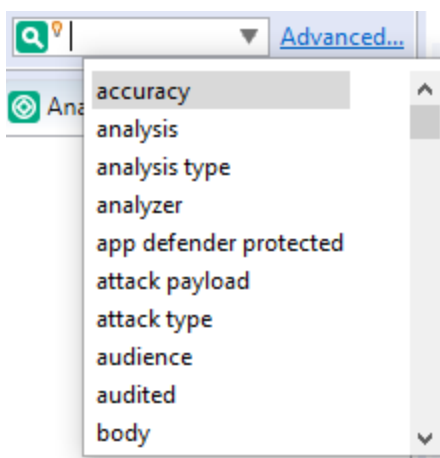 Advanced...
Ana
accuracy
analysis
analysis type
analyzer
app defender protected
attack payload
attack type
audience
audited
body